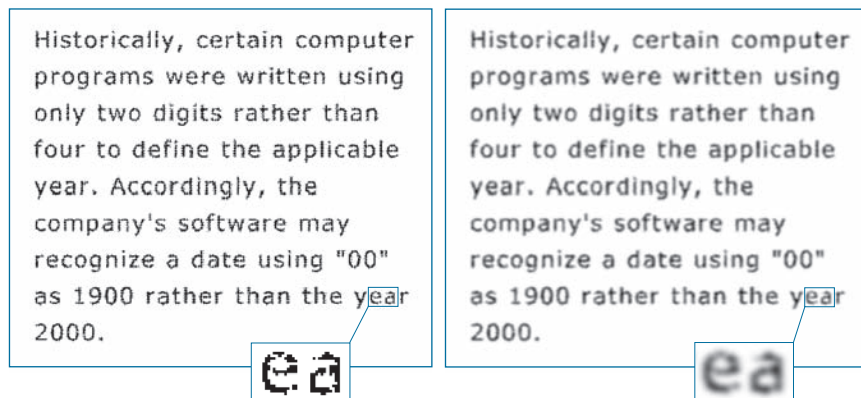 Historically, certain computer
programs were written using
only two digits rather than
four to define the applicable
year. Accordingly, the
company's software may
recognize a date using "00"
as 1900 rather than the year
2000.
ea
Historically, certain computer
programs were written using
only two digits rather than
four to define the applicable
year. Accordingly, the
company's software may
recognize a date using "00"
as 1900 rather than the year
2000.
ea